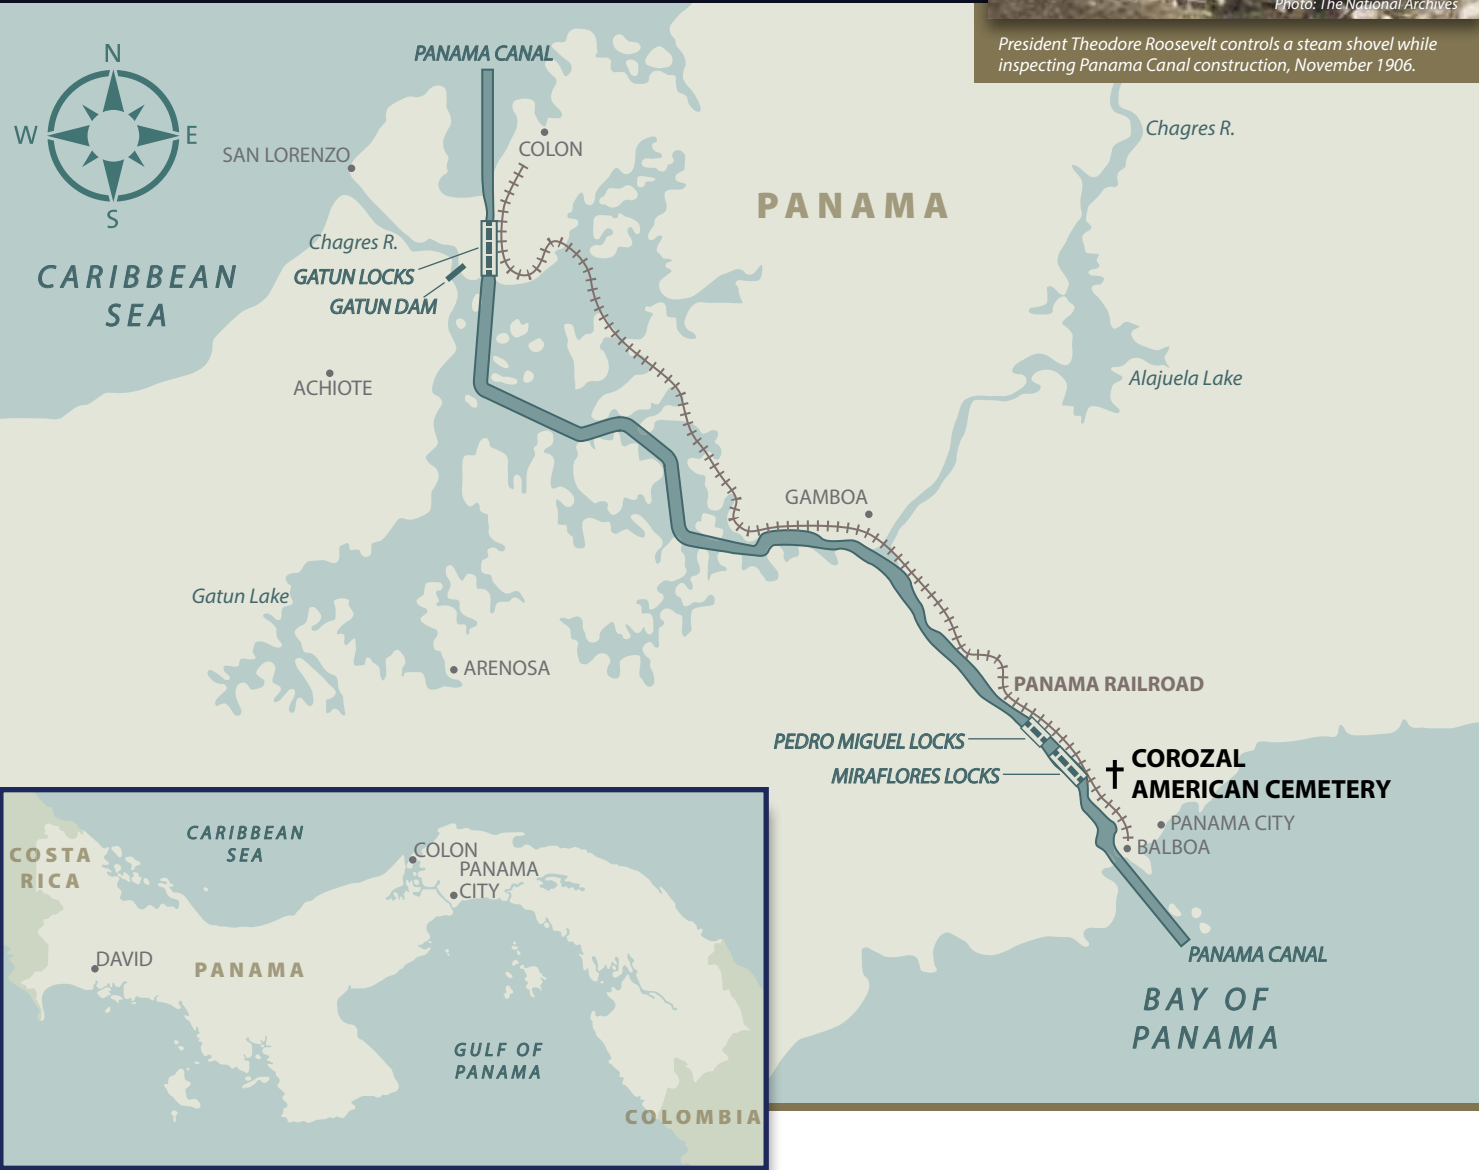 Photo: The National Archives
President Theodore Roosevelt controls a steam shovel while
inspecting Panama Canal construction, November 1906.
N
W
E
S
PANAMA CANAL
COLON
SAN LORENZO
Chagres R.
PANAMA
Chagres R.
GATUN LOCKS
GATUN DAM
CARIBBEAN
SEA
ACHIOTE
Alajuela Lake
GAMBOA
Gatun Lake
ARENOSA
PANAMA RAILROAD
PEDRO MIGUEL LOCKS
MIRAFLORES LOCKS
COROZAL
AMERICAN CEMETERY
PANAMA CITY
BALBOA
PANAMA CANAL
BAY OF
PANAMA
CARIBBEAN
SEA
COSTA
RICA
COLON
PANAMA
CITY
DAVID
PANAMA
GULF OF
PANAMA
COLOMBIA